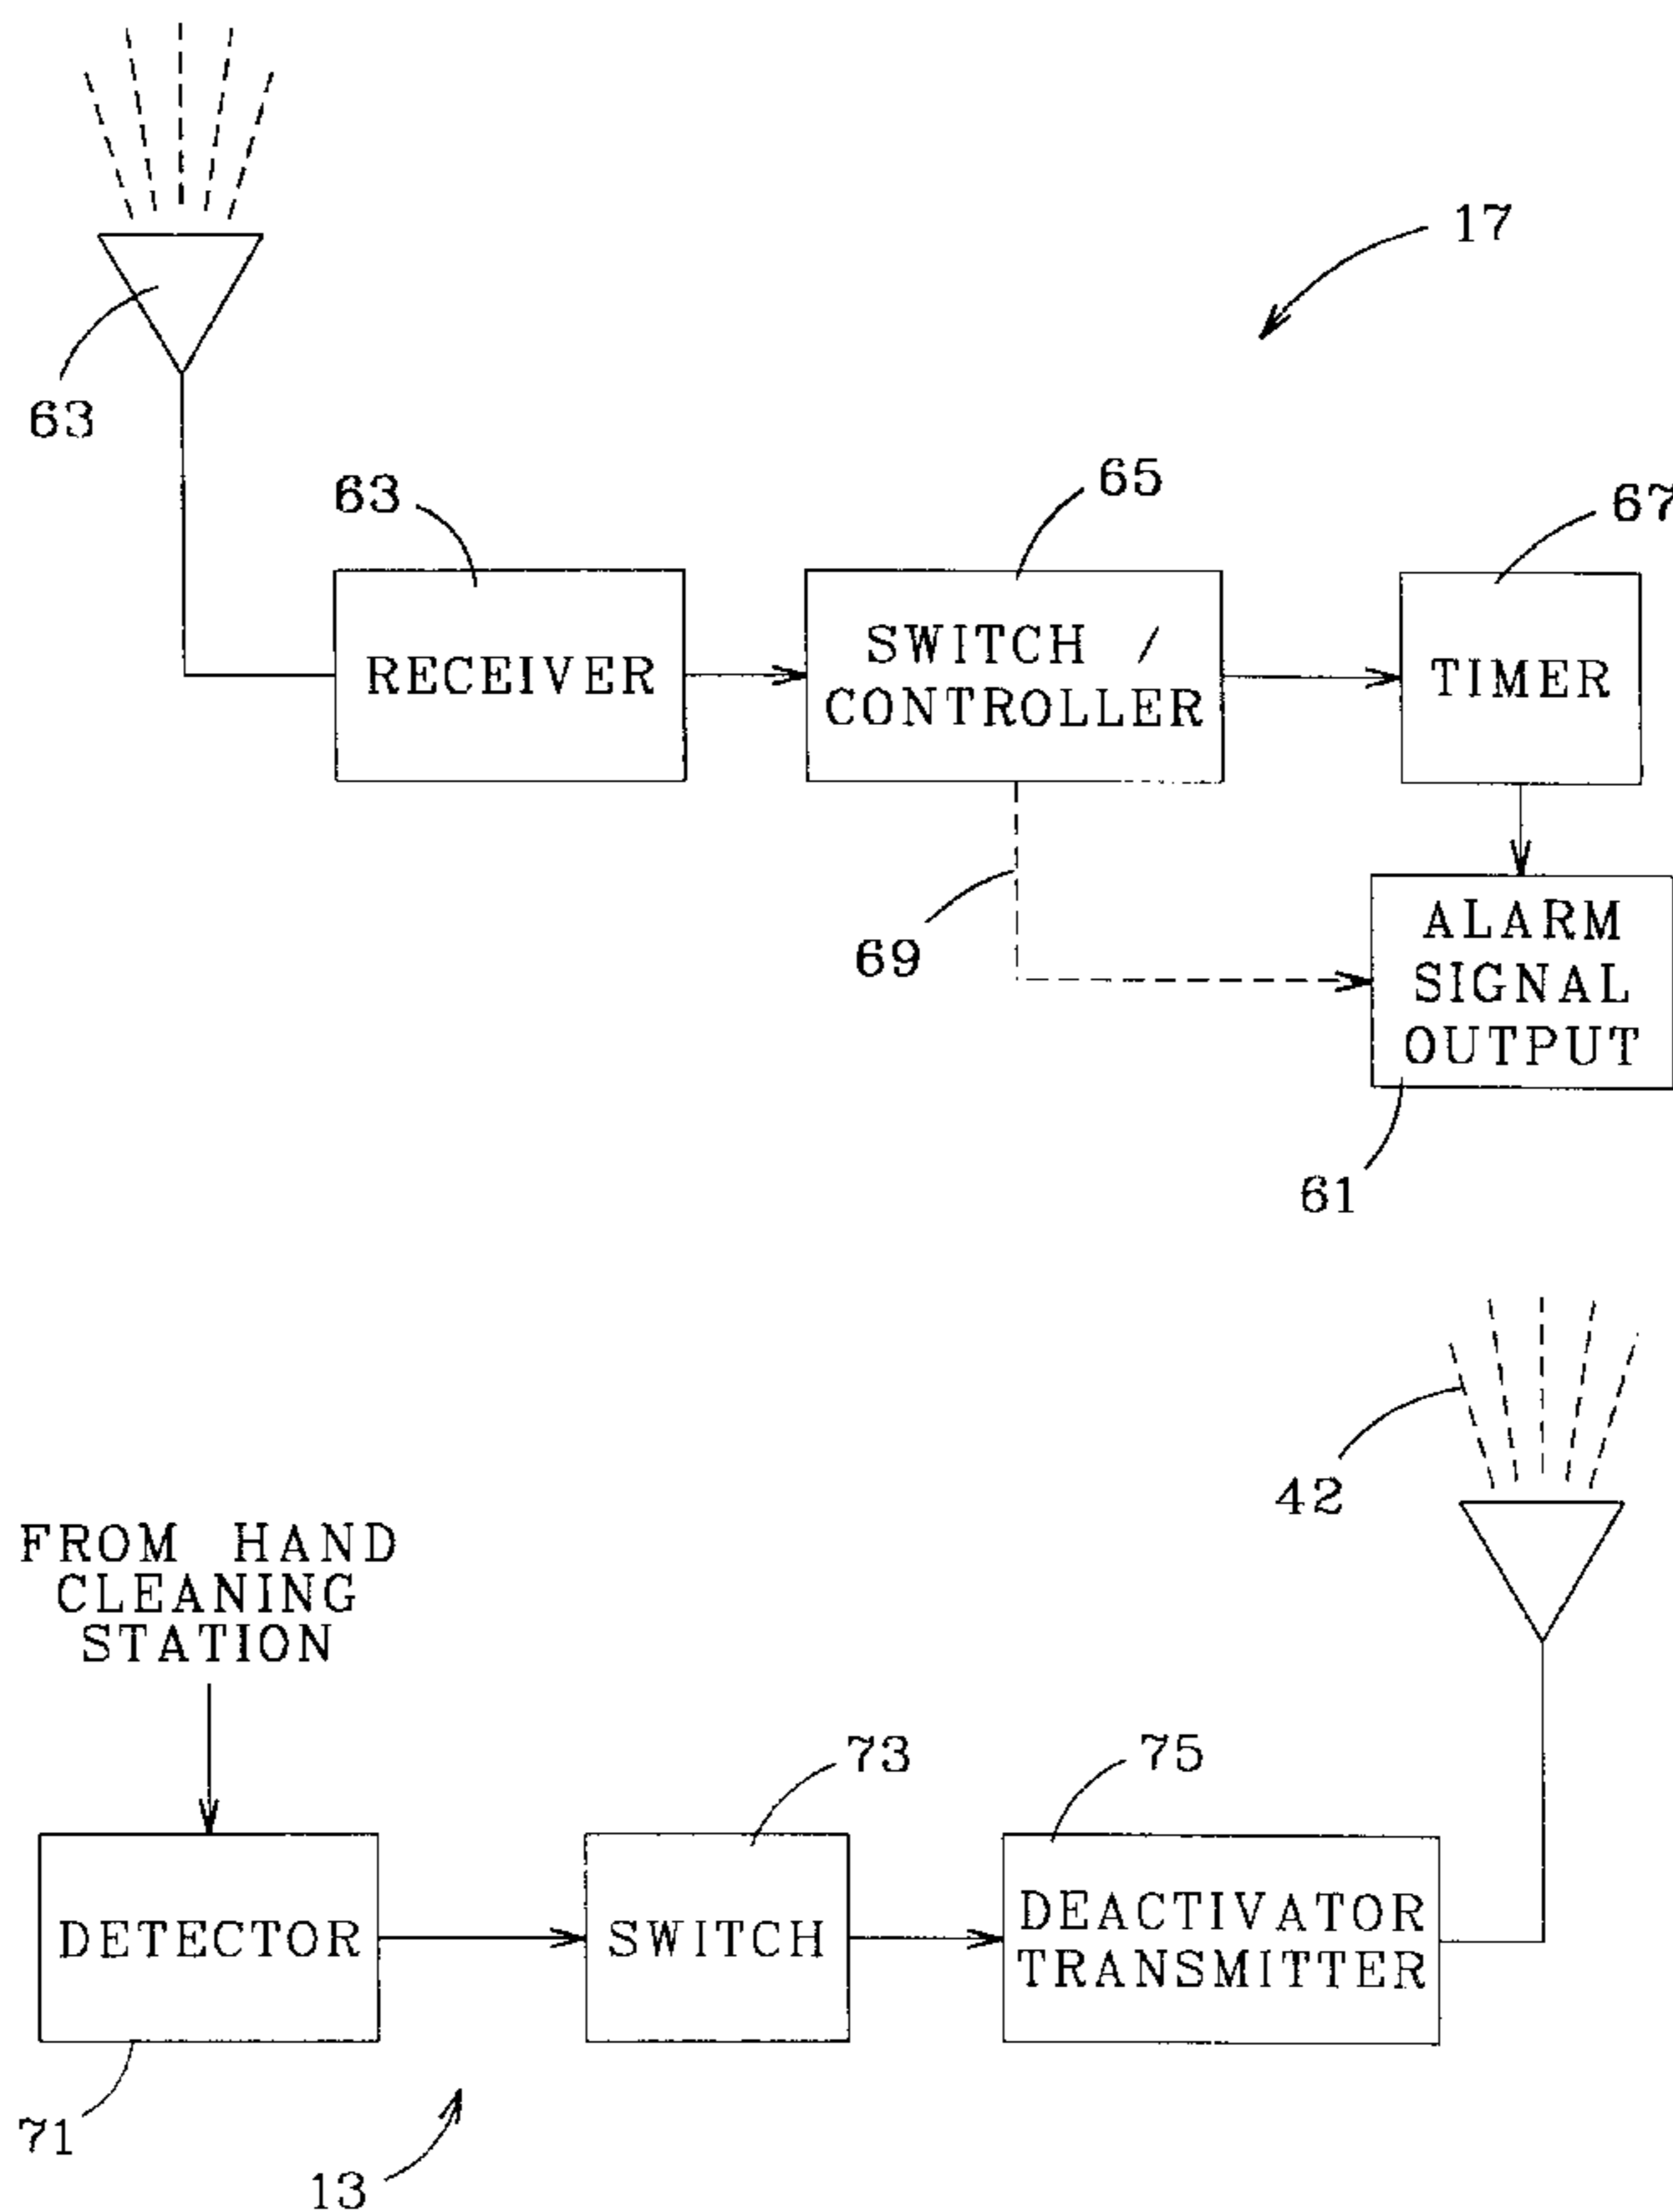 17
63
63
65
67
RECEIVER
SWITCH /
CONTROLLER
TIMER
69
ALARM
SIGNAL
OUTPUT
61
42
FROM HAND
CLEANING
STATION
73
75
DETECTOR
SWITCH
DEACTIVATOR
TRANSMITTER
71
13